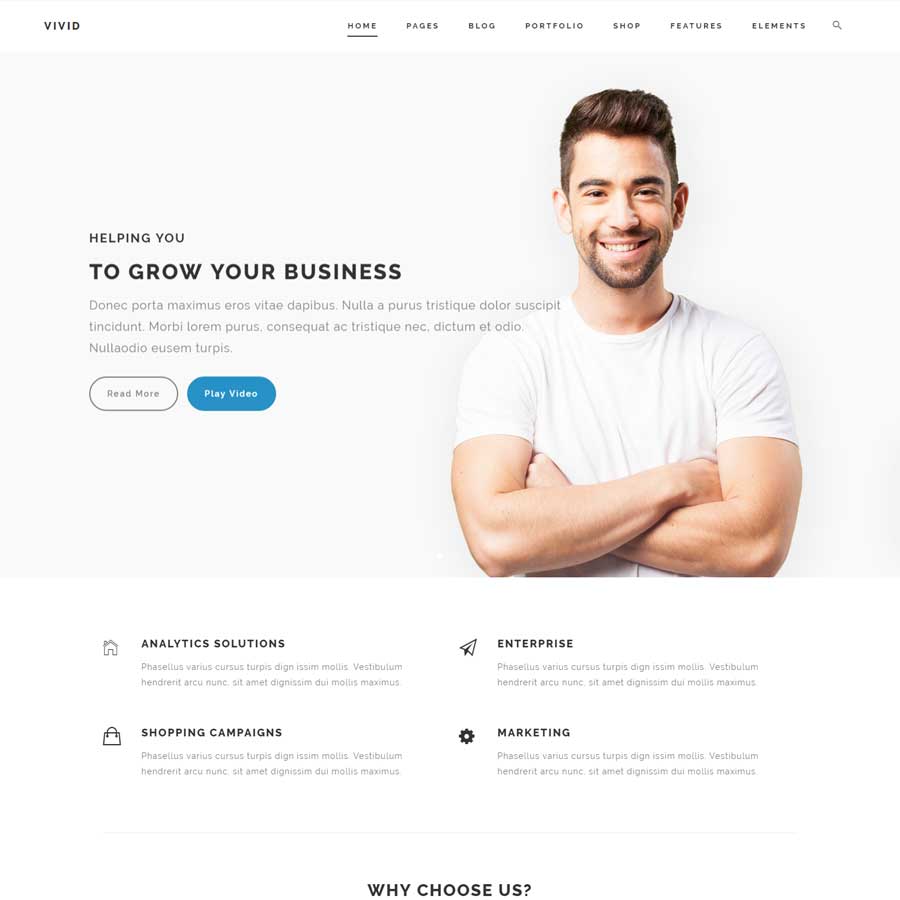 VIVID
HOME PAGES BLOG PORTFOLIO SHOP FEATURES ELEMENTS
HELPING YOU
TO GROW YOUR BUSINESS
Donec porta maximus eros vitae dapibus. Nulla a purus tristique dolor suscipit
tincidunt. Morbi lorem purus, consequat ac tristique nec, dictum et odio.
Nullaodio eusem turpis.
Read More Play Video
ANALYTICS SOLUTIONS
Phasellus varius cursus turpis dign issim mollis. Vestibulum
hendrerit arcu nunc, sit amet dignissim dui mollis maximus.
ENTERPRISE
Phasellus varius cursus turpis dign issim mollis. Vestibulum
hendrerit arcu nunc, sit amet dignissim dui mollis maximus.
SHOPPING CAMPAIGNS
Phasellus varius cursus turpis dign issim mollis. Vestibulum
hendrerit arcu nunc, sit amet dignissim dui mollis maximus.
MARKETING
Phasellus varius cursus turpis dign issim mollis. Vestibulum
hendrerit arcu nunc, sit amet dignissim dui mollis maximus.
WHY CHOOSE US?